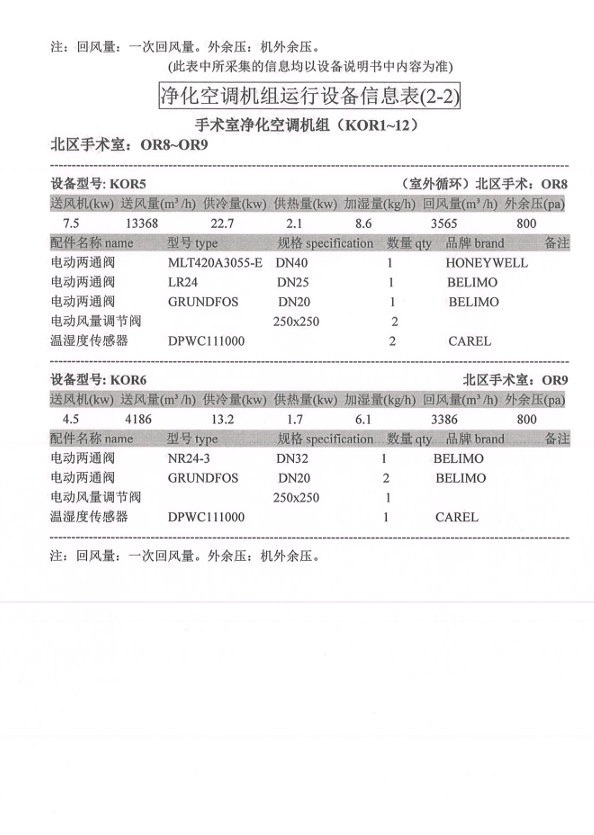 注：回风量：一次回风量。外余压：机外余压。
(此表中所采集的信息均以设备说明书中内容为准)
净化空调机组运行设备信息表(2-2)
手术室净化空调机组（KOR1~12）
北区手术室：OR8~OR9
设备型号: KOR5 （室外循环）北区手术：OR8
送风机(kw) 送风量(m³/h) 供冷量(kw) 供热量(kw) 加湿量(kg/h) 回风量(m³/h) 外余压(pa)
7.5 13368 22.7 2.1 8.6 3565 800
配件名称 name 型号 type 规格 specification 数量 qty 品牌 brand 备注
电动两通阀 MLT420A3055-E DN40 1 HONEYWELL
电动两通阀 LR24 DN25 1 BELIMO
电动两通阀 GRUNDFOS DN20 1 BELIMO
电动风量调节阀 250x250 2
温湿度传感器 DPWC111000 2 CAREL
设备型号: KOR6 北区手术室：OR9
送风机(kw) 送风量(m³/h) 供冷量(kw) 供热量(kw) 加湿量(kg/h) 回风量(m³/h) 外余压(pa)
4.5 4186 13.2 1.7 6.1 3386 800
配件名称 name 型号 type 规格 specification 数量 qty 品牌 brand 备注
电动两通阀 NR24-3 DN32 1 BELIMO
电动两通阀 GRUNDFOS DN20 2 BELIMO
电动风量调节阀 250x250 1
温湿度传感器 DPWC111000 1 CAREL
注：回风量：一次回风量。外余压：机外余压。